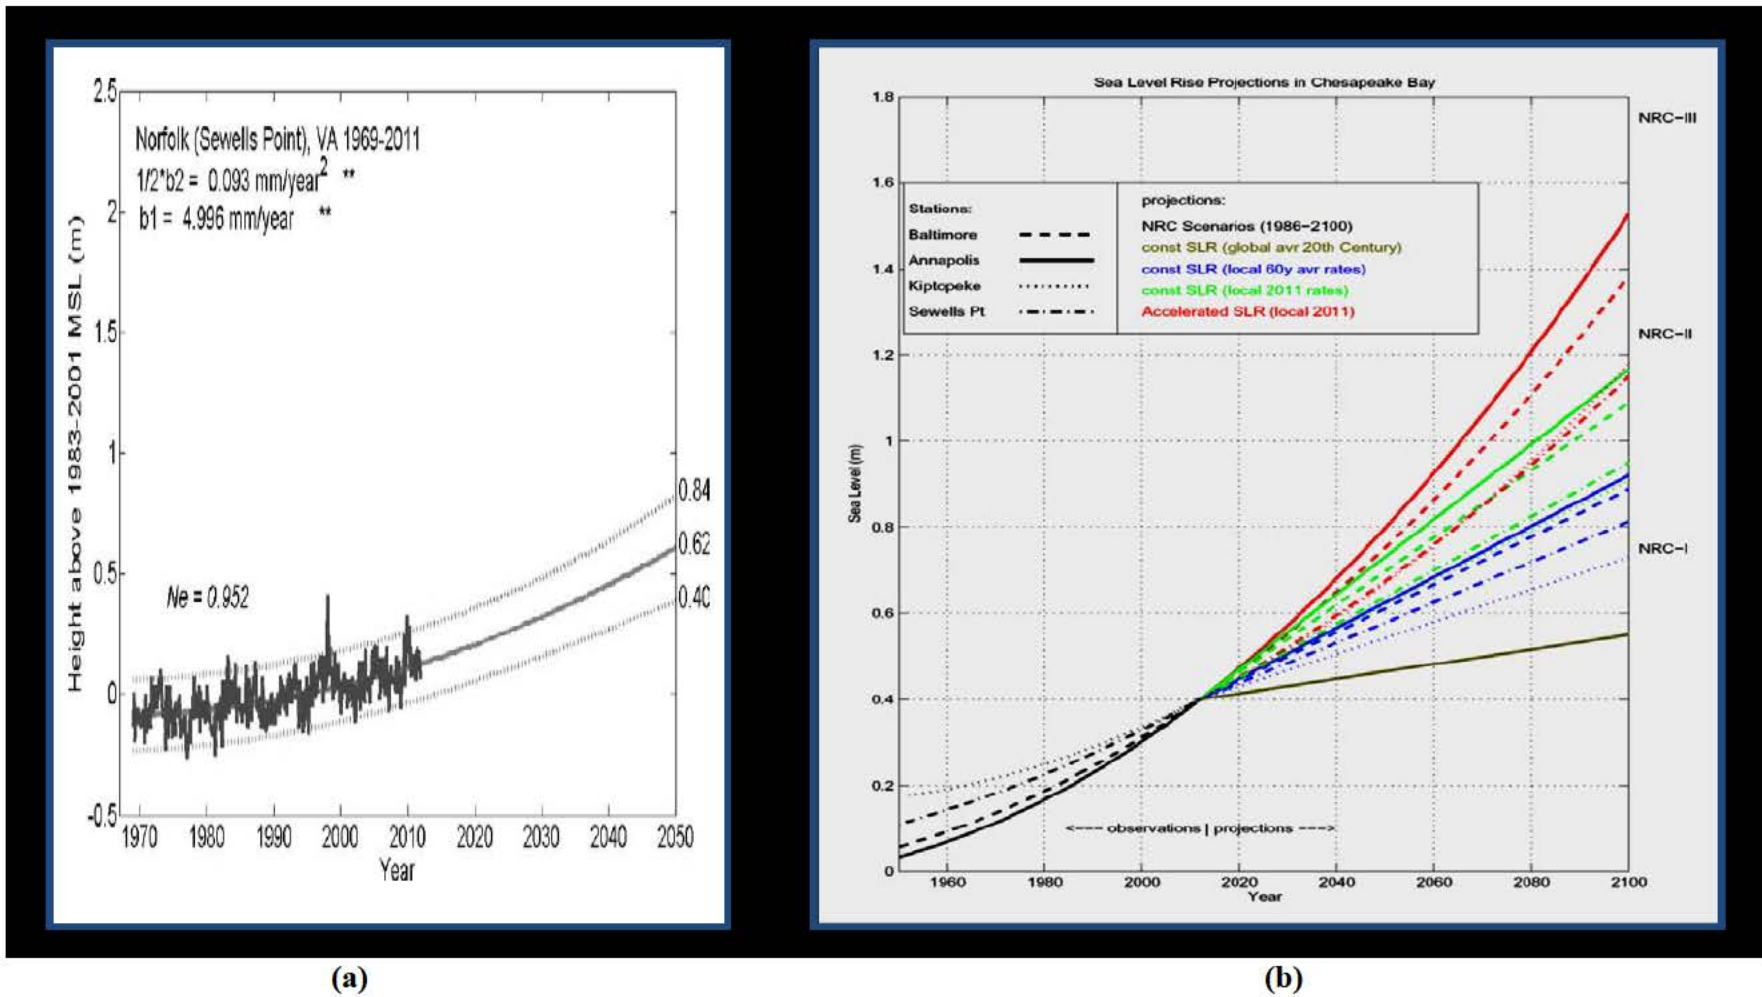 2.5
Norfolk (Sewells Point), VA 1969-2011
1/2*b2 = 0.093 mm/year2 **
b1 = 4.996 mm/year **
2
1.5
1
0.5
0
-0.5
Height above 1983-2001 MSL (m)
Ne = 0.952
0.84
0.62
0.40
1970 1980 1990 2000 2010 2020 2030 2040 2050
Year
(a)
Sea Level Rise Projections in Chesapeake Bay
1.8
1.6
1.4
1.2
1
0.8
0.6
0.4
0.2
0
Sea Level (m)
Stations:
Baltimore
Annapolis
Kiptopeke
Sewells Pt
projections:
NRC Scenarios (1986-2100)
const SLR (global avr 20th Century)
const SLR (local 60y avr rates)
const SLR (local 2011 rates)
Accelerated SLR (local 2011)
NRC-III
NRC-II
NRC-I
<--- observations | projections --->
1960 1980 2000 2020 2040 2060 2080 2100
Year
(b)